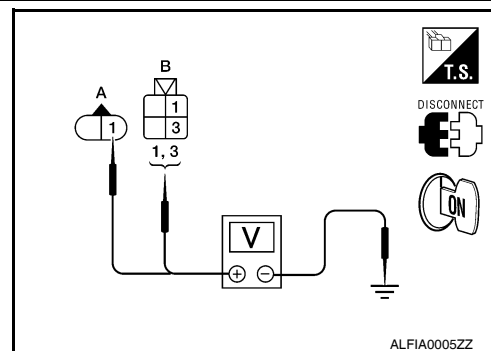 T.S.
DISCONNECT
A
B
1
1
3
1, 3
ON
V
+ −
ALFIA0005ZZ